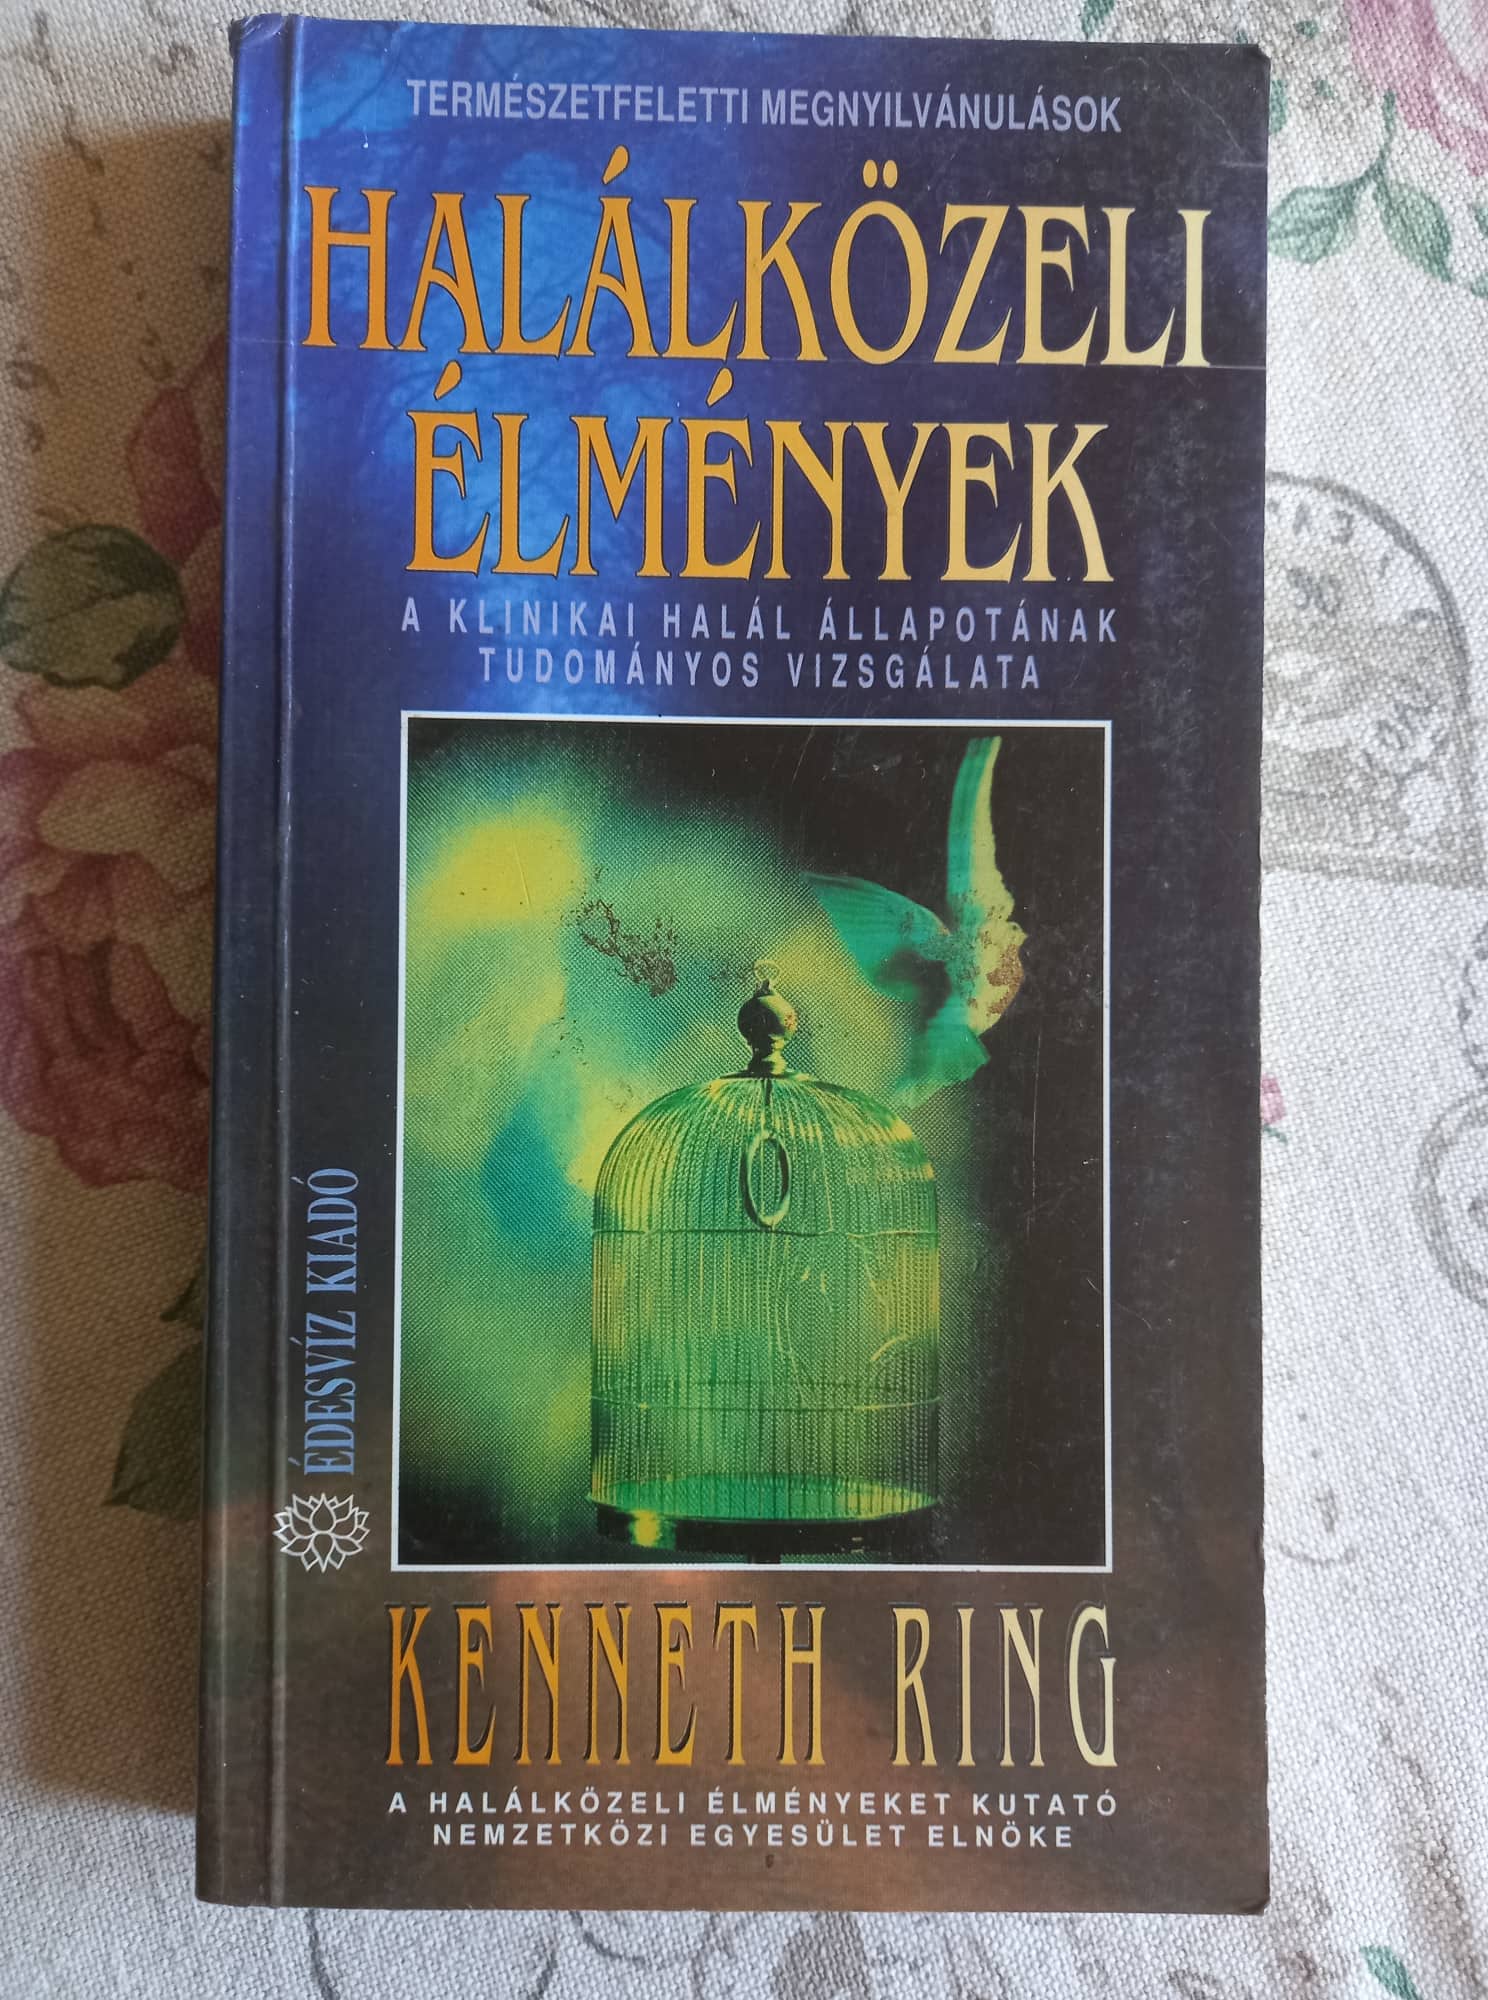 TERMÉSZETFELETTI MEGNYILVÁNULÁSOK
HALÁLKÖZELI
ÉLMÉNYEK
A KLINIKAI HALÁL ÁLLAPOTÁNAK
TUDOMÁNYOS VIZSGÁLATA
ÉDESVÍZ KIADÓ
KENNETH RING
A HALÁLKÖZELI ÉLMÉNYEKET KUTATÓ
NEMZETKÖZI EGYESÜLET ELNÖKE